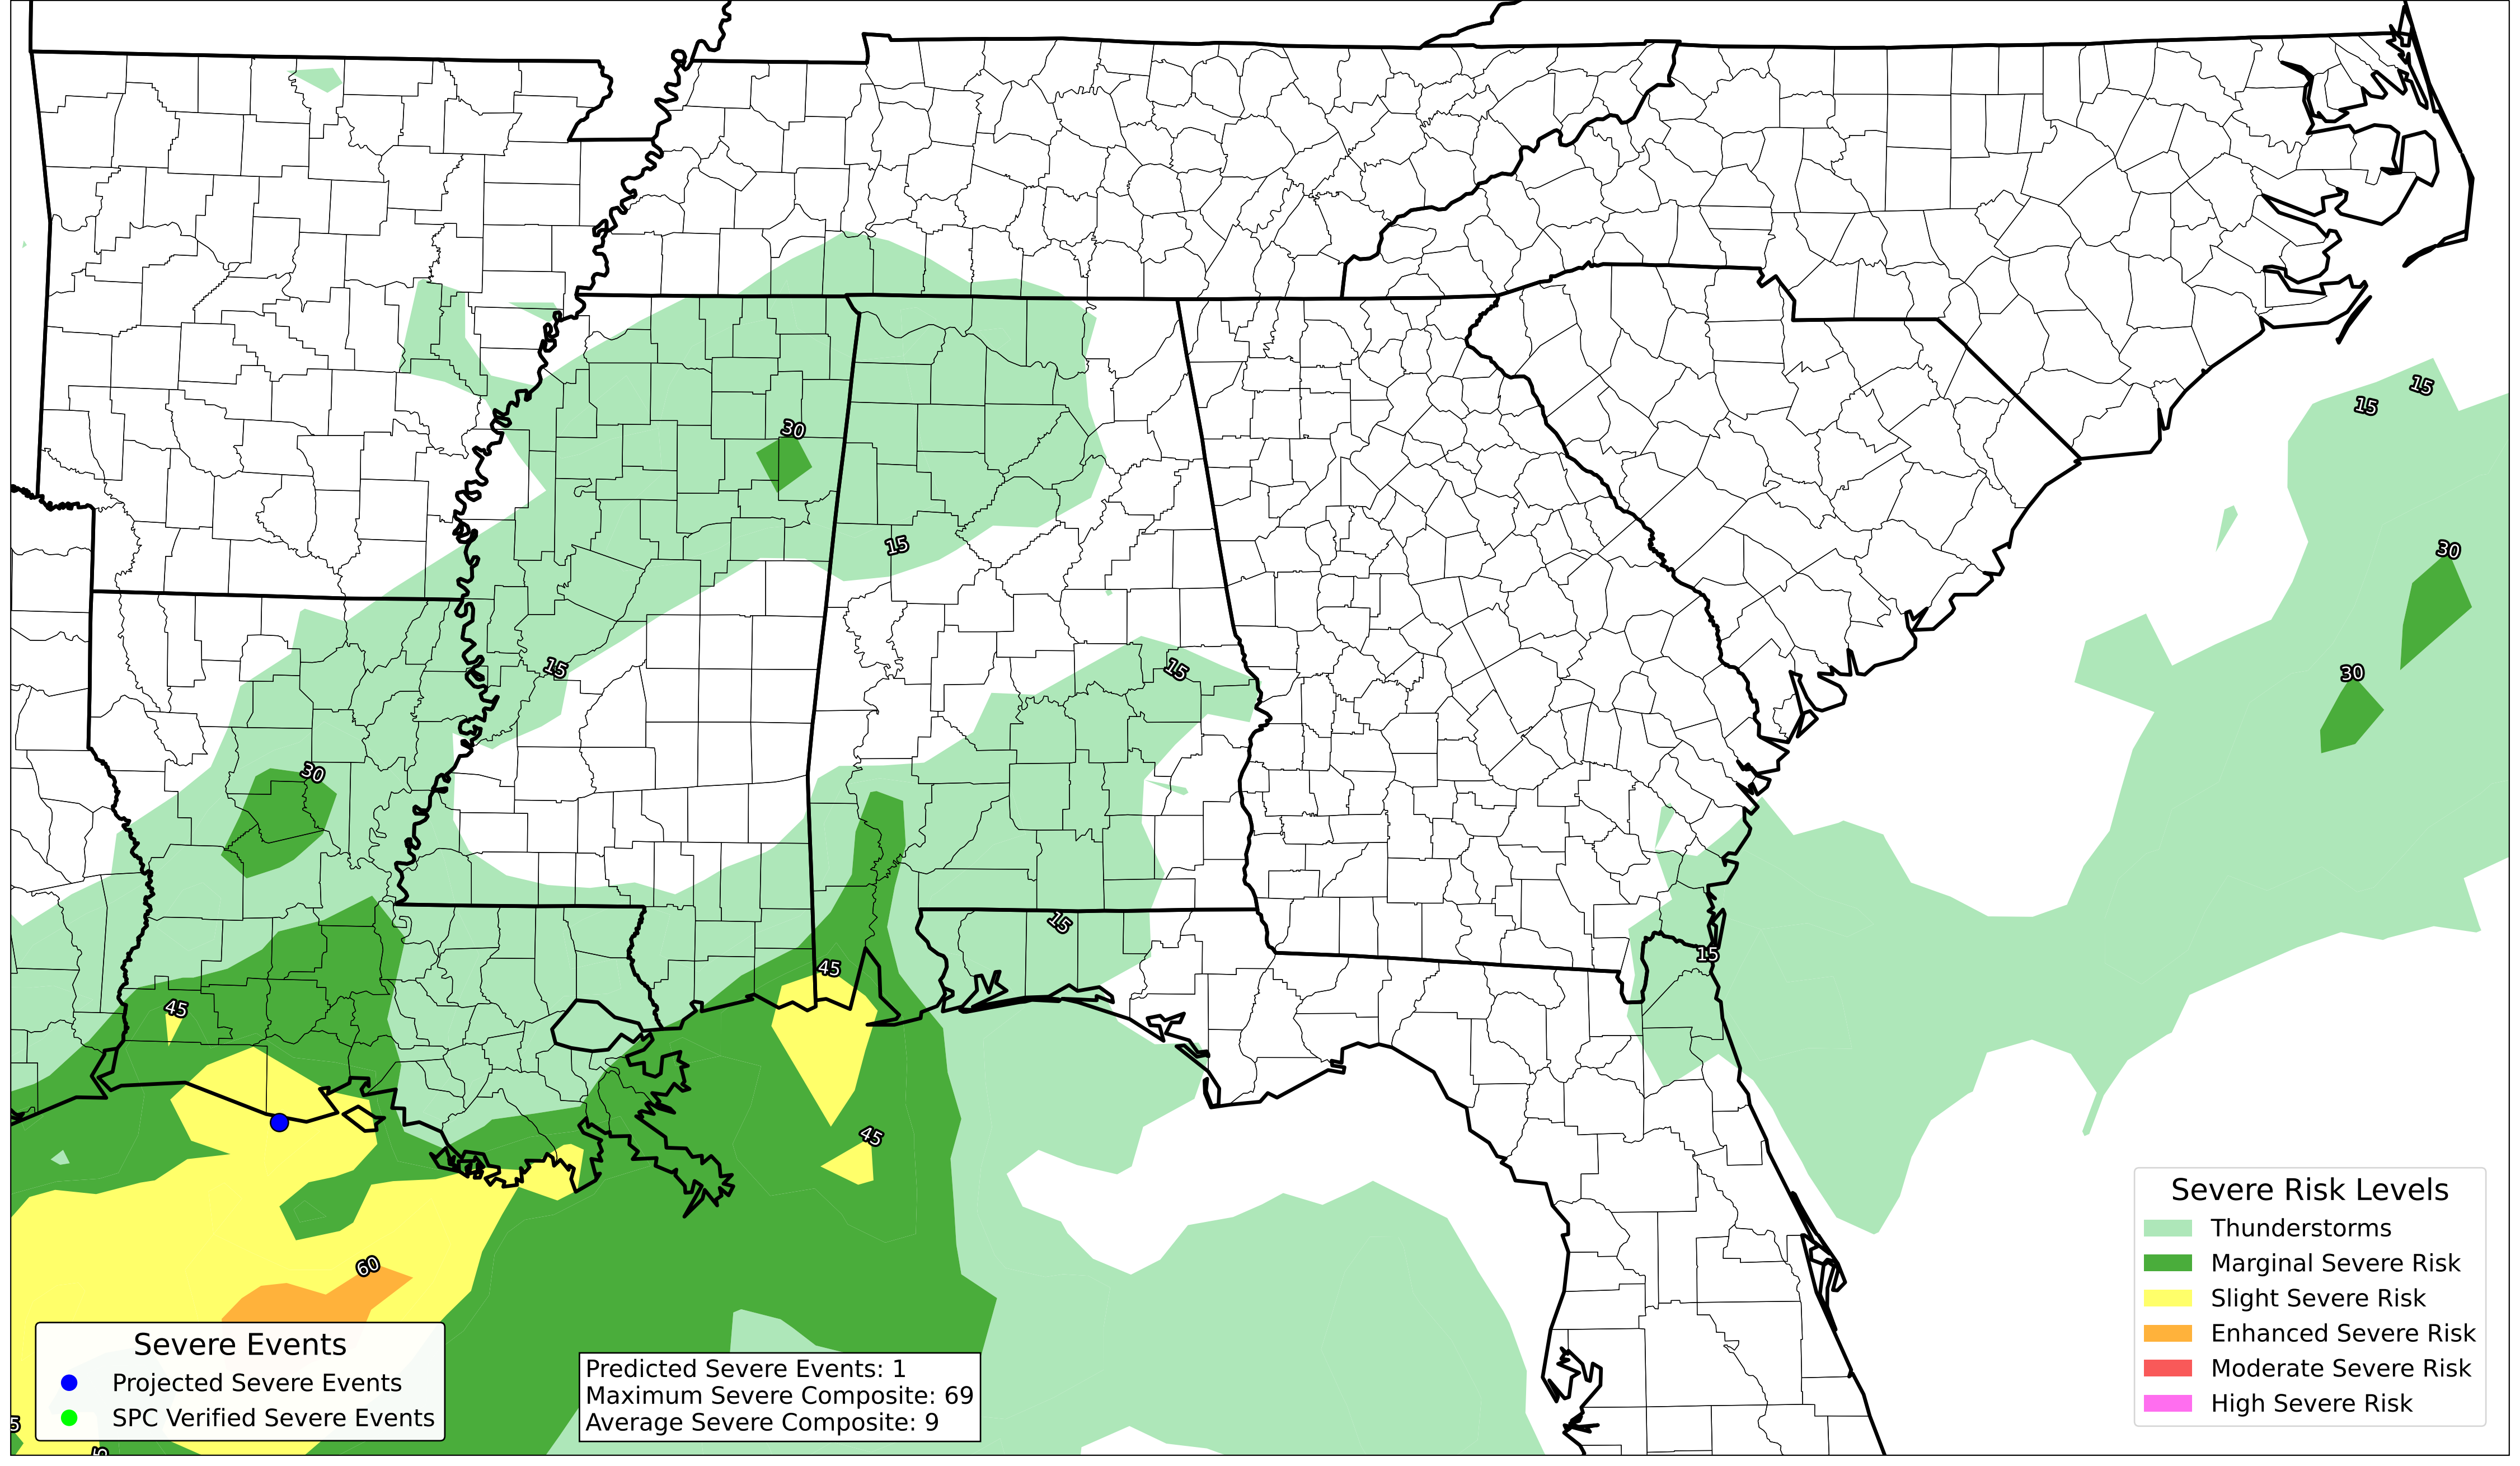 30
15
15
15
15
30
30
30
15
15
45
15
45
45
60
5
5
Severe Events
Projected Severe Events
SPC Verified Severe Events
Predicted Severe Events: 1
Maximum Severe Composite: 69
Average Severe Composite: 9
Severe Risk Levels
Thunderstorms
Marginal Severe Risk
Slight Severe Risk
Enhanced Severe Risk
Moderate Severe Risk
High Severe Risk